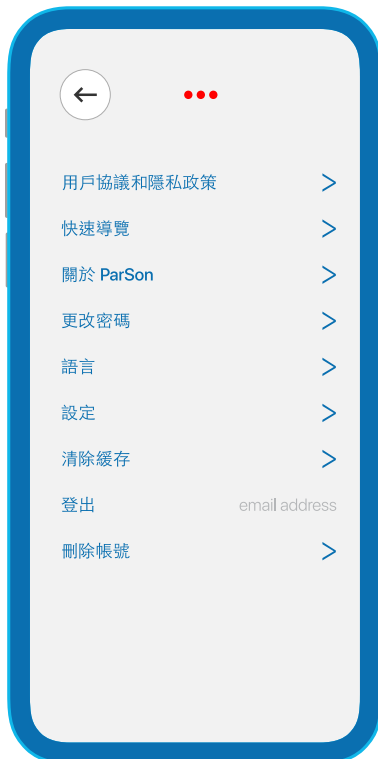 用戶協議和隱私政策
快速導覽
關於 ParSon
更改密碼
語言
設定
清除緩存
登出 email address
刪除帳號